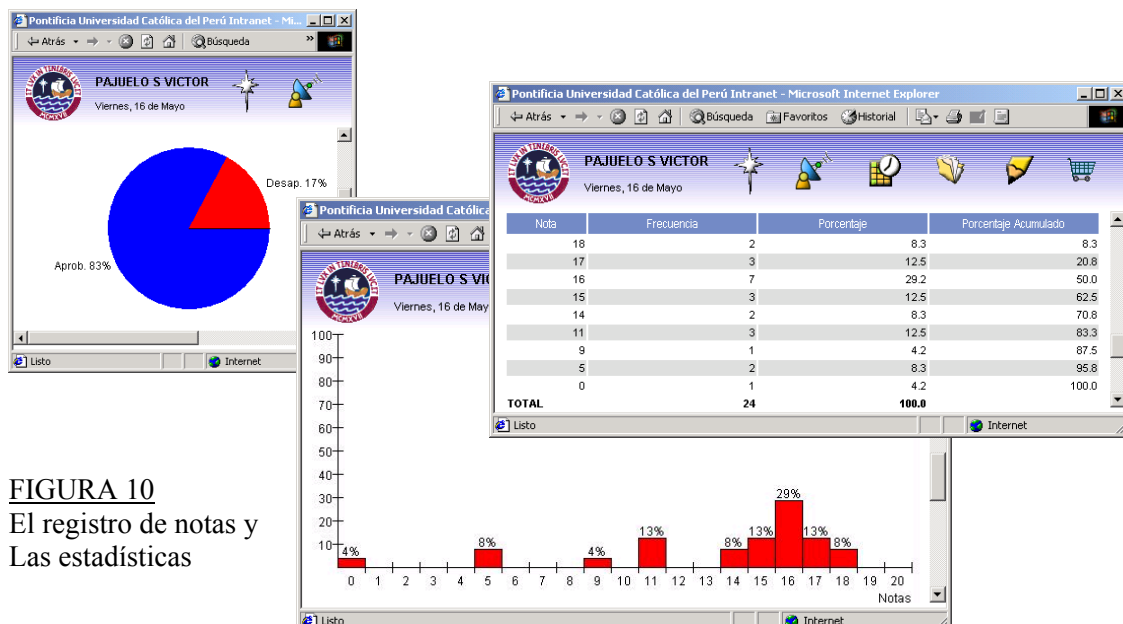 Pontificia Universidad Católica del Perú Intranet - Mi...
Atrás Búsqueda »
PAJUELO S VICTOR
Viernes, 16 de Mayo
Desap. 17%
Aprob. 83%
Listo Internet
Pontificia Universidad Católica del Perú Intranet - Microsoft Internet Explorer
Atrás Búsqueda Favoritos Historial
ET LVX IN TENEBRIS LVCET
MCMXVII
PAJUELO S VICTOR
Viernes, 16 de Mayo
Nota Frecuencia Porcentaje Porcentaje Acumulado
18 2 8.3 8.3
17 3 12.5 20.8
16 7 29.2 50.0
15 3 12.5 62.5
14 2 8.3 70.8
11 3 12.5 83.3
9 1 4.2 87.5
5 2 8.3 95.8
0 1 4.2 100.0
TOTAL 24 100.0
Listo Internet
Pontificia Universidad Católica
Atrás
PAJUELO S VI
Viernes, 16 de May
100
90
80
70
60
50
40
30
20
10
4% 8% 4% 13% 8% 13% 29% 13% 8%
0 1 2 3 4 5 6 7 8 9 10 11 12 13 14 15 16 17 18 19 20
Notas
Listo Internet
FIGURA 10
El registro de notas y
Las estadísticas